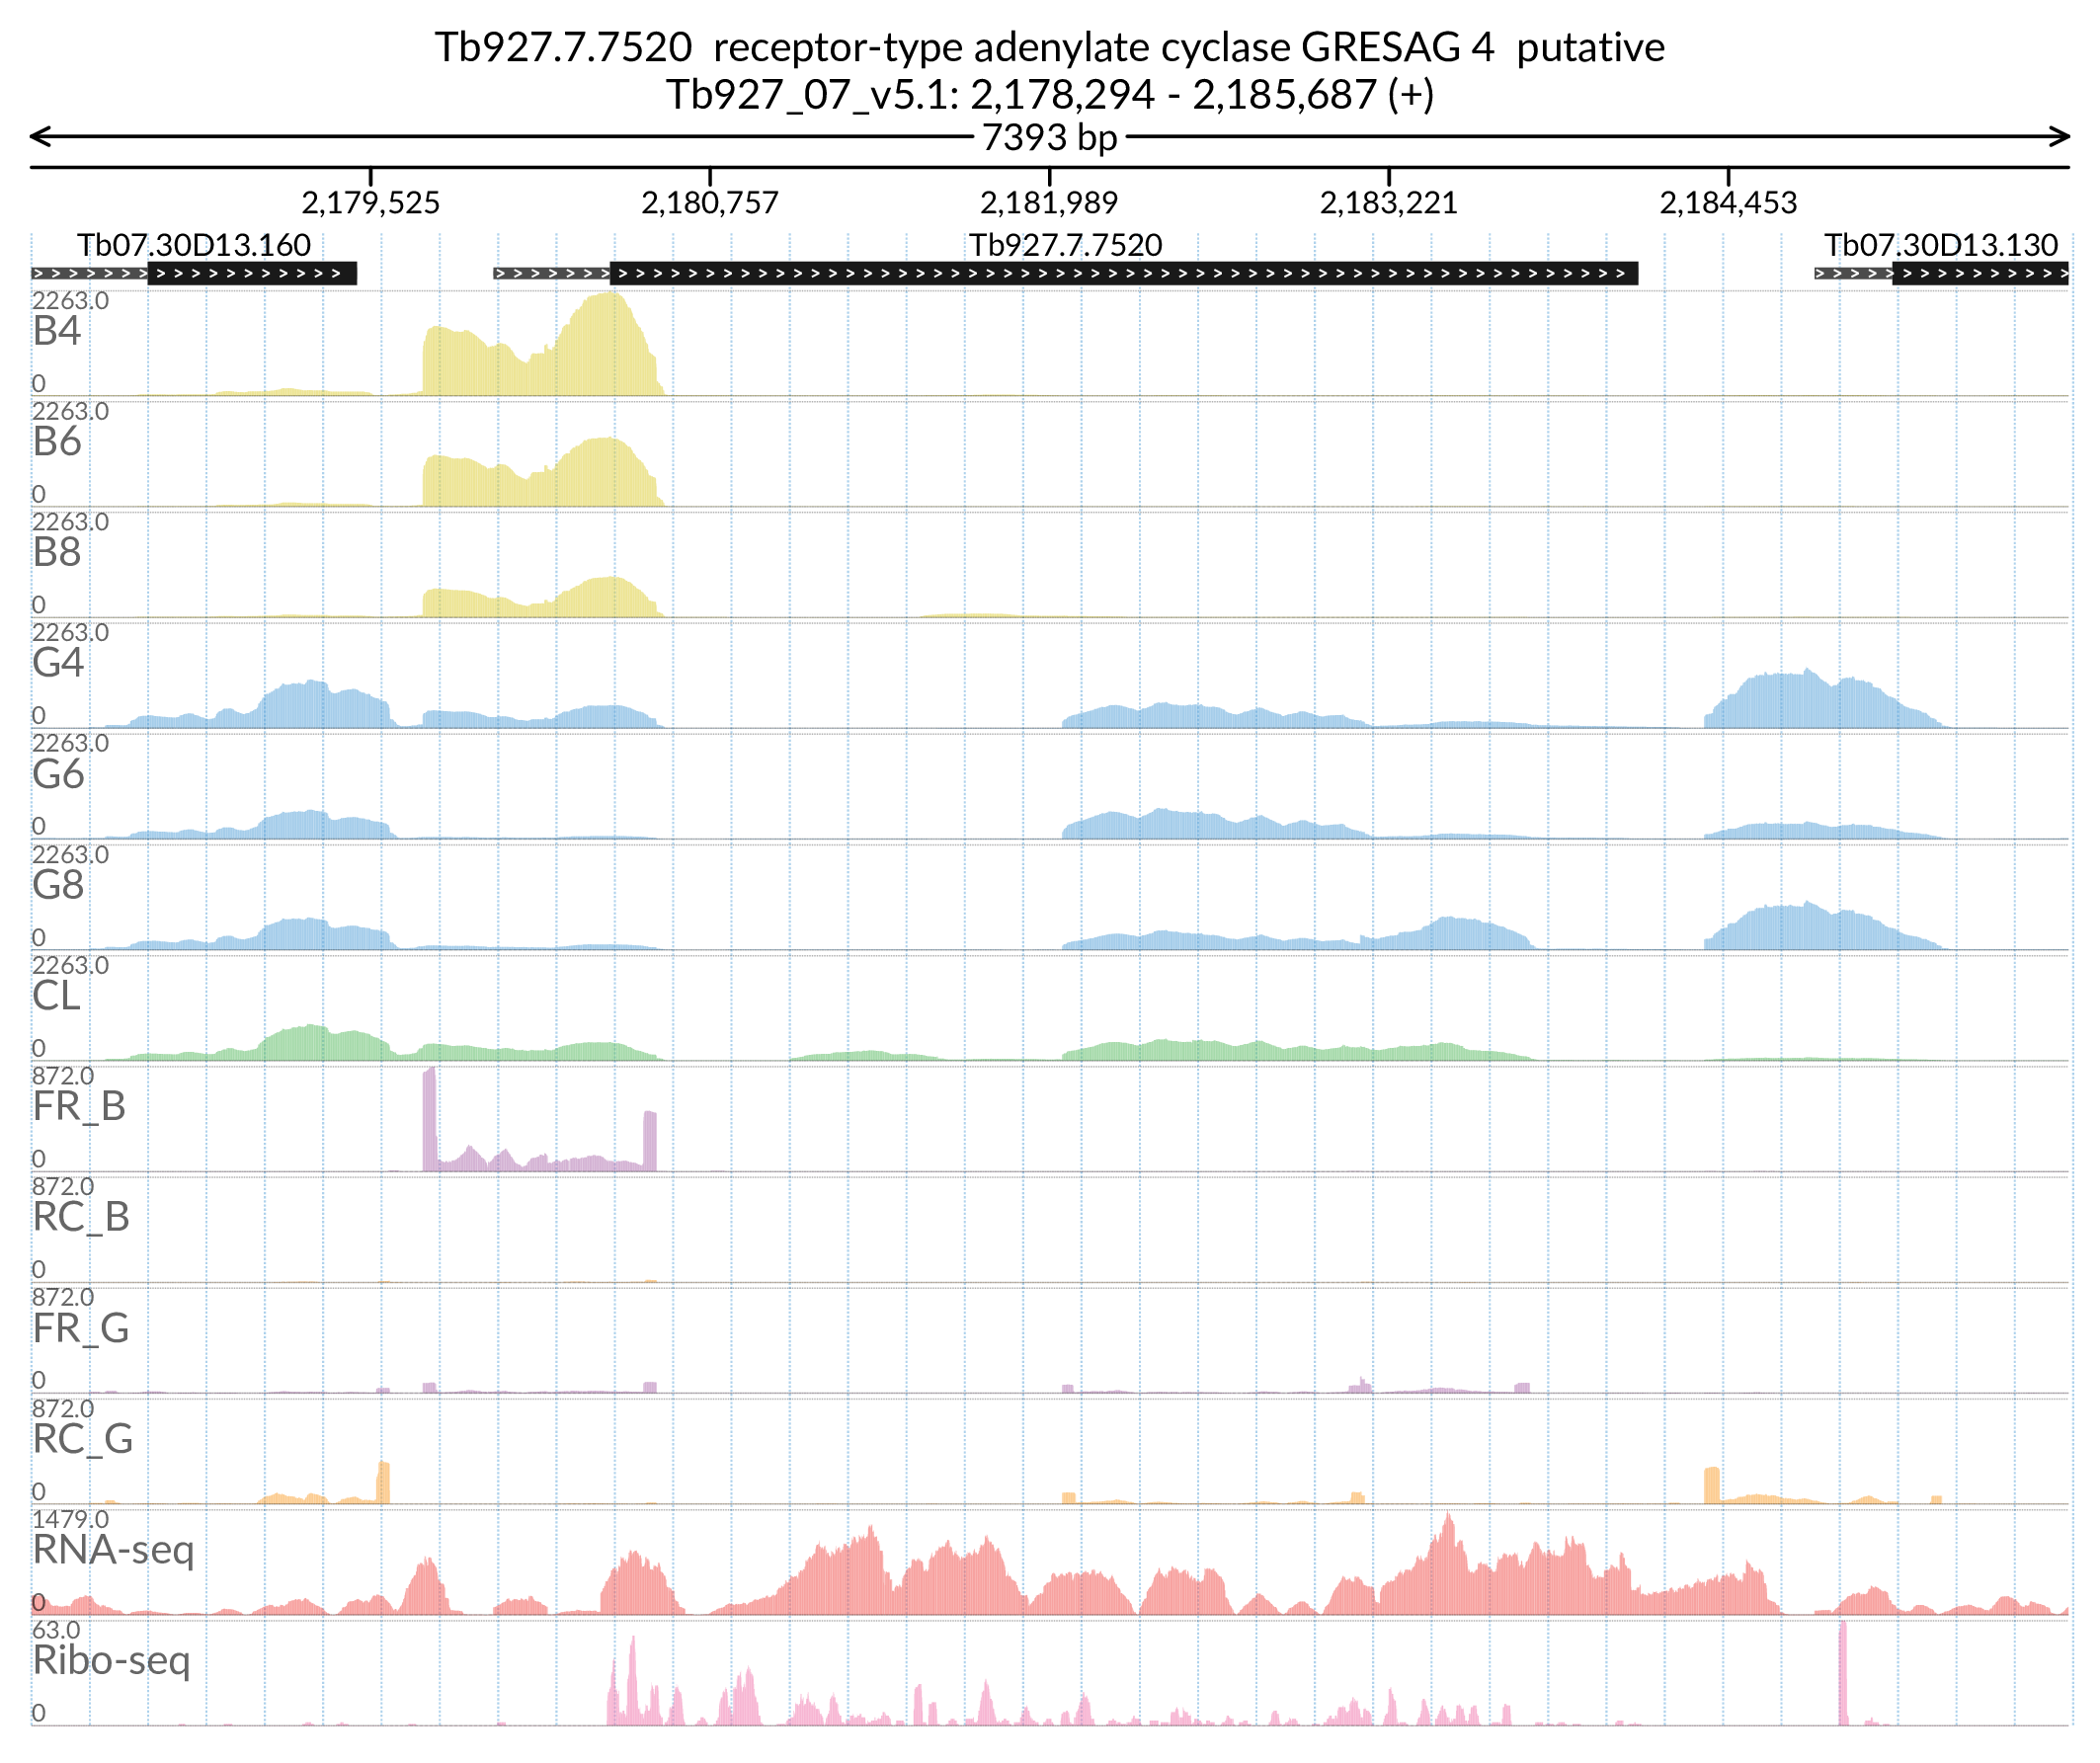 Tb927.7.7520  receptor-type adenylate cyclase GRESAG 4  putative
Tb927_07_v5.1: 2,178,294 - 2,185,687 (+)
7393 bp
2,179,525 2,180,757 2,181,989 2,183,221 2,184,453
Tb07.30D13.160 Tb927.7.7520 Tb07.30D13.130
2263.0
B4
0
2263.0
B6
0
2263.0
B8
0
2263.0
G4
0
2263.0
G6
0
2263.0
G8
0
2263.0
CL
0
872.0
FR_B
0
872.0
RC_B
0
872.0
FR_G
0
872.0
RC_G
0
1479.0
RNA-seq
0
63.0
Ribo-seq
0